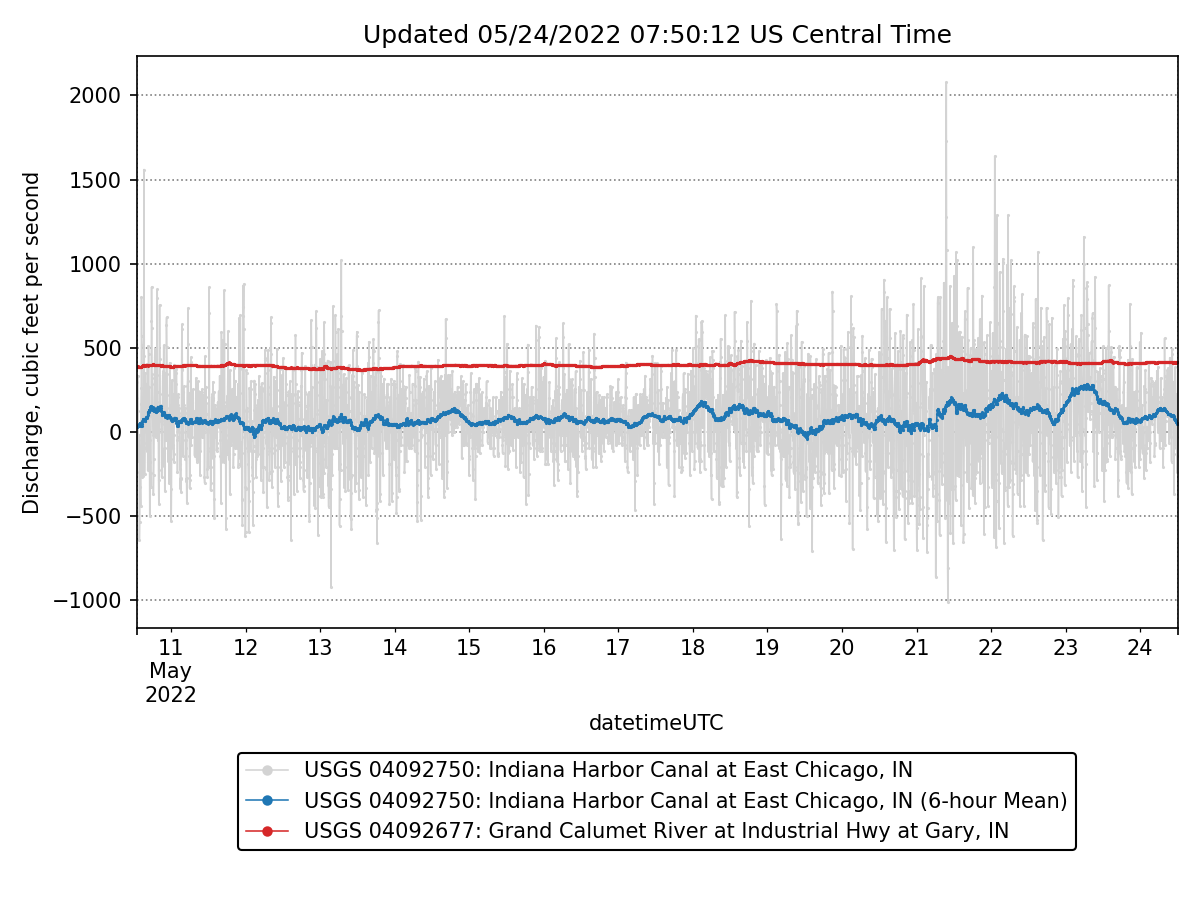 Updated 05/24/2022 07:50:12 US Central Time
Discharge, cubic feet per second
2000
1500
1000
500
0
−500
−1000
11 12 13 14 15 16 17 18 19 20 21 22 23 24
May
2022
datetimeUTC
USGS 04092750: Indiana Harbor Canal at East Chicago, IN
USGS 04092750: Indiana Harbor Canal at East Chicago, IN (6-hour Mean)
USGS 04092677: Grand Calumet River at Industrial Hwy at Gary, IN